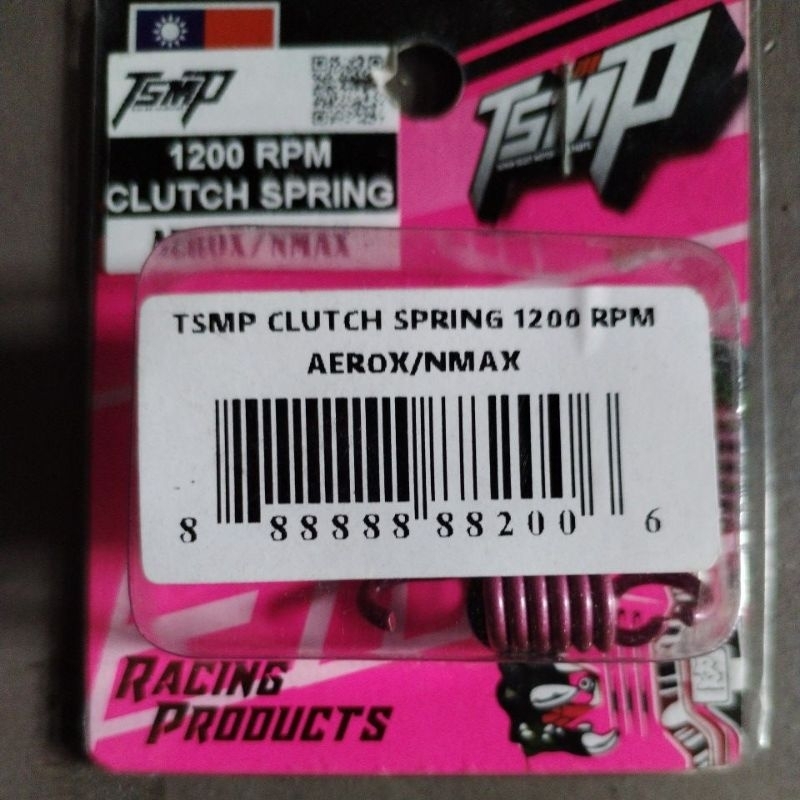 TSMP
1200 RPM
CLUTCH SPRING
AEROX/NMAX
TSMP
TSMP CLUTCH SPRING 1200 RPM
AEROX/NMAX
8 88888 88200 6
RACING
PRODUCTS